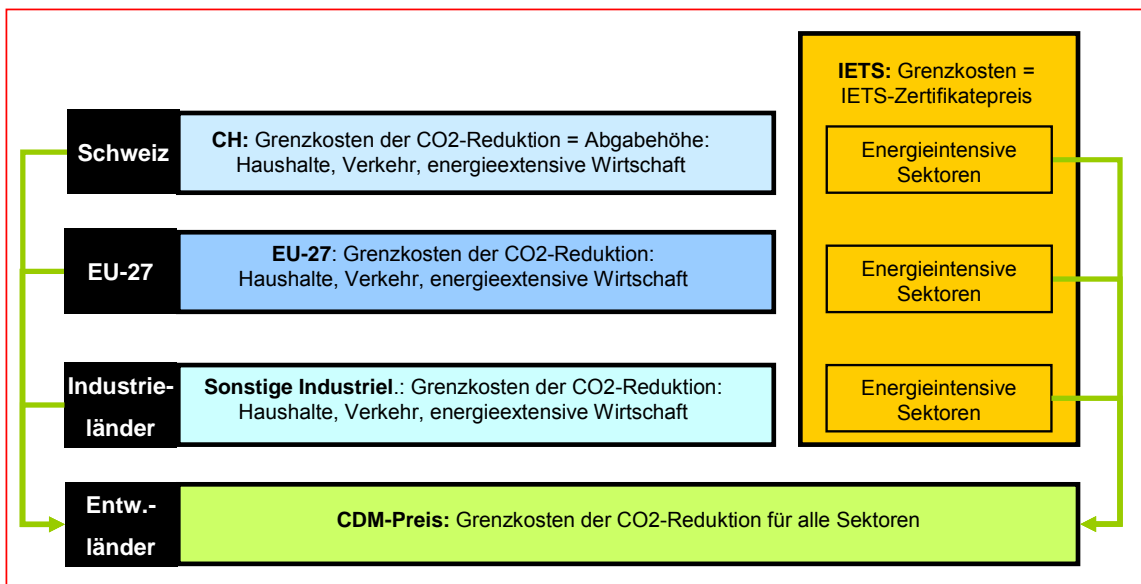 IETS: Grenzkosten =
IETS-Zertifikatepreis
Schweiz
CH: Grenzkosten der CO2-Reduktion = Abgabehöhe:
Haushalte, Verkehr, energieextensive Wirtschaft
Energieintensive
Sektoren
EU-27
EU-27: Grenzkosten der CO2-Reduktion:
Haushalte, Verkehr, energieextensive Wirtschaft
Energieintensive
Sektoren
Industrie-
länder
Sonstige Industriel.: Grenzkosten der CO2-Reduktion:
Haushalte, Verkehr, energieextensive Wirtschaft
Energieintensive
Sektoren
Entw.-
länder
CDM-Preis: Grenzkosten der CO2-Reduktion für alle Sektoren